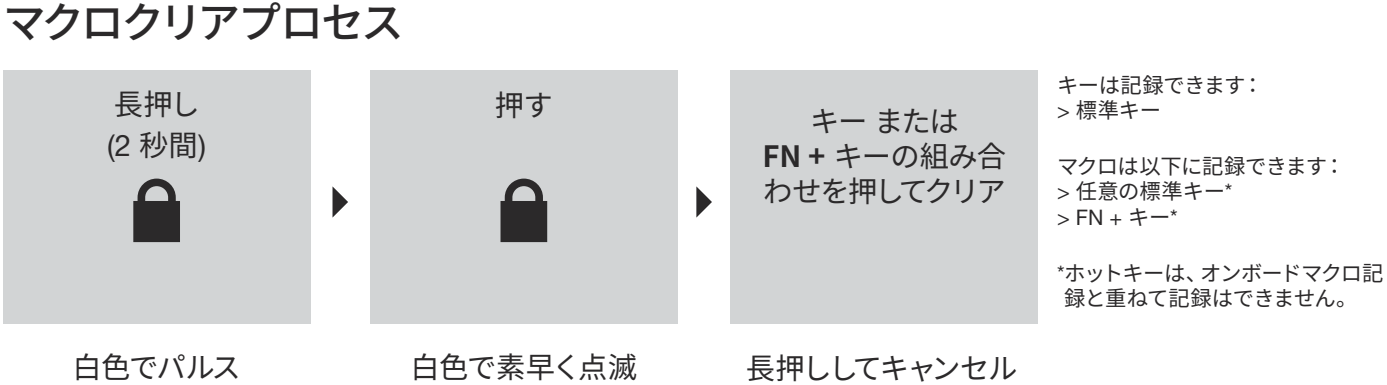 マクロクリアプロセス
長押し
(2 秒間)
白色でパルス
押す
白色で素早く点滅
キー または
FN + キーの組み合
わせを押してクリア
長押ししてキャンセル
キーは記録できます：
> 標準キー
マクロは以下に記録できます：
> 任意の標準キー*
> FN + キー*
*ホットキーは、オンボードマクロ記
録と重ねて記録はできません。